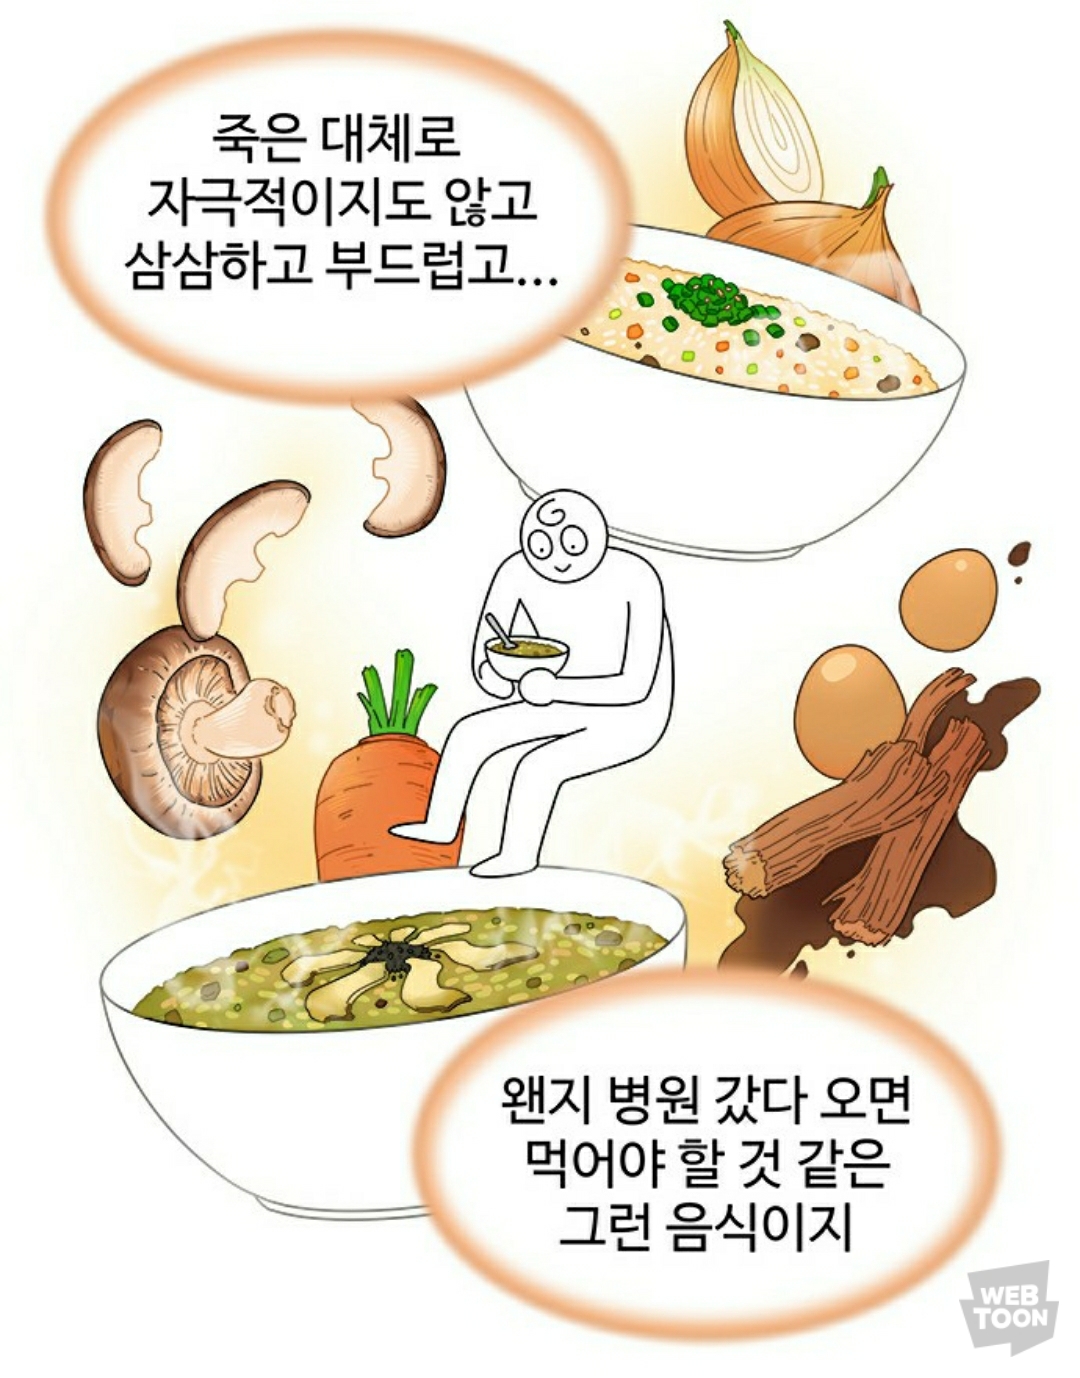 죽은 대체로
자극적이지도 않고
삼삼하고 부드럽고...
왠지 병원 갔다 오면
먹어야 할 것 같은
그런 음식이지
WEB
TOON